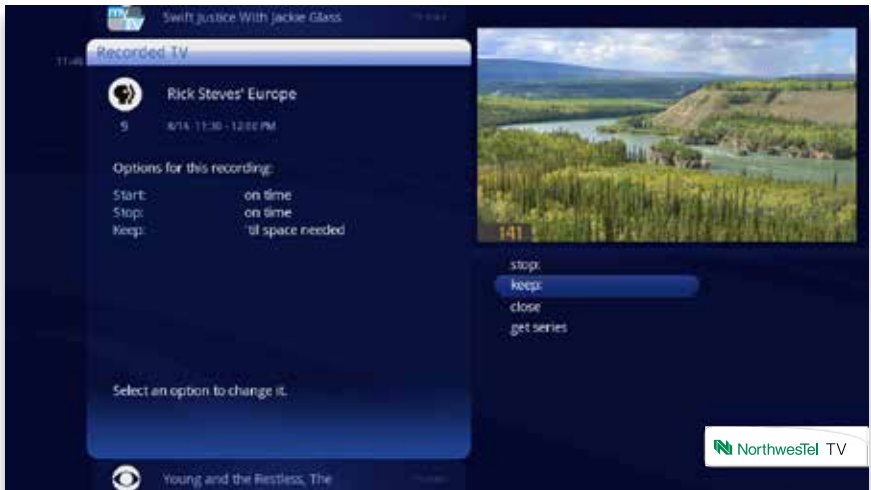 my
TV
Swift Justice With Jackie Glass
Recorded TV
Rick Steves' Europe
9
8/14 11:30 - 12:00 PM
Options for this recording:
Start: on time
Stop: on time
Keep: 'til space needed
Select an option to change it.
141
stop:
keep:
close
get series
NorthwesTel TV
Young and the Restless, The